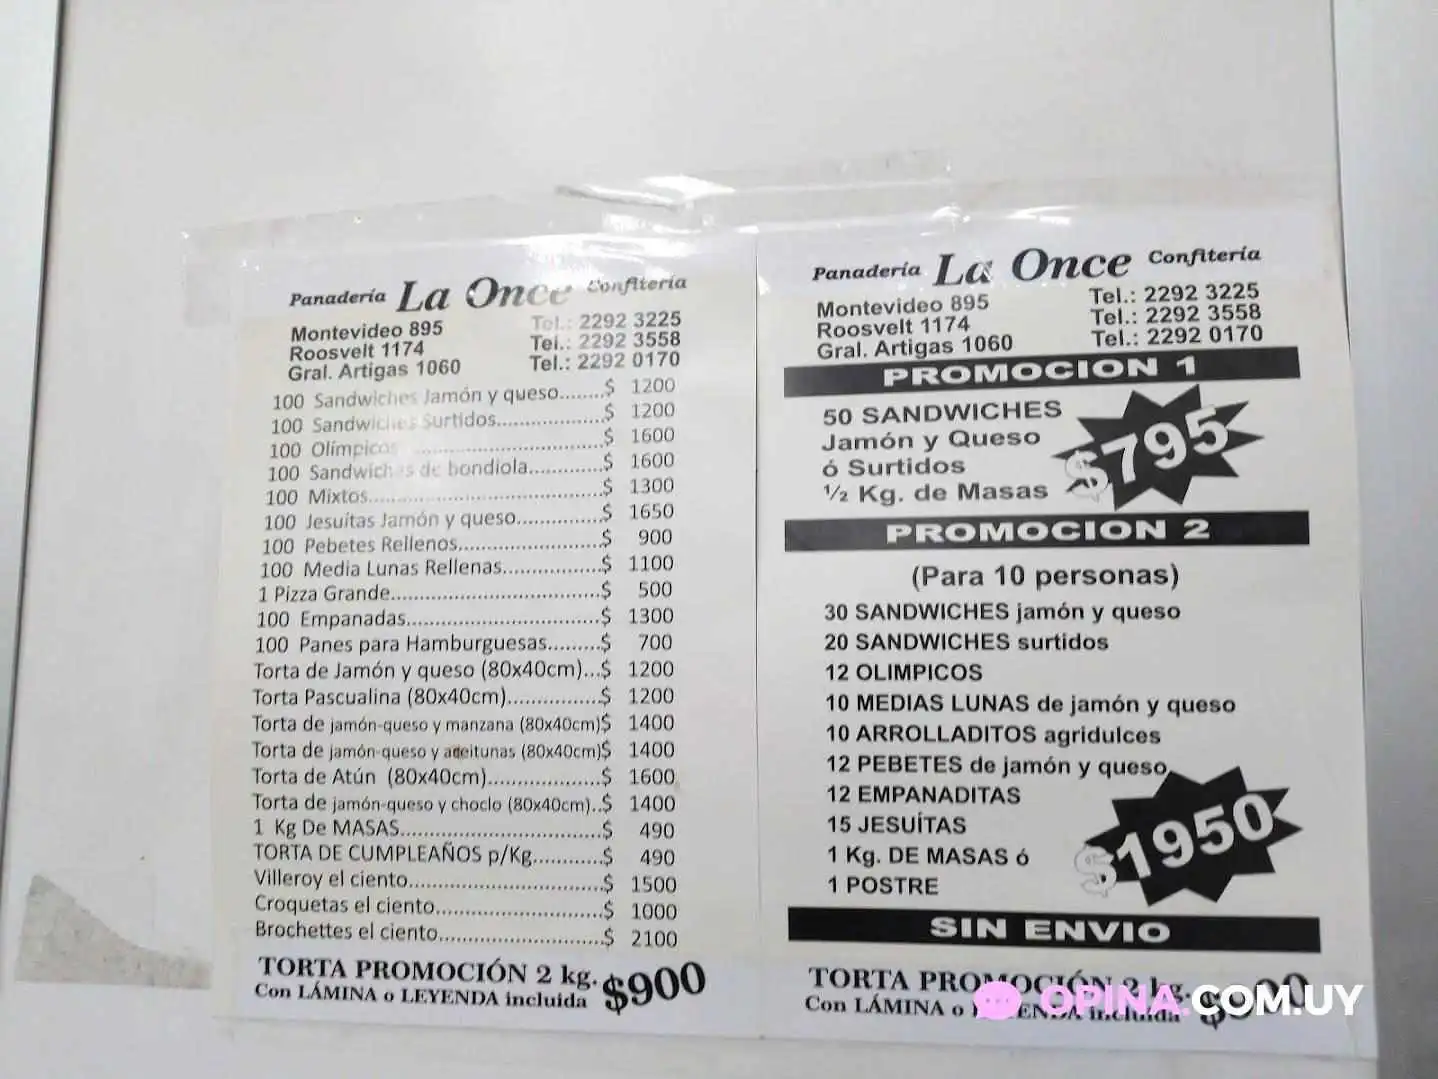 Panadería La Once Confitería
Montevideo 895 Tel.: 2292 3225
Roosvelt 1174 Tel.: 2292 3558
Gral. Artigas 1060 Tel.: 2292 0170
100 Sandwiches Jamón y queso........$ 1200
100 Sandwiches Surtidos..................$ 1200
100 Olímpicos ................................$ 1600
100 Sandwiches de bondiola.............$ 1600
100 Mixtos.......................................$ 1300
100 Jesuítas Jamón y queso...............$ 1650
100 Pebetes Rellenos........................$ 900
100 Media Lunas Rellenas.................$ 1100
1 Pizza Grande....................................$ 500
100 Empanadas................................$ 1300
100 Panes para Hamburguesas.........$ 700
Torta de Jamón y queso (80x40cm)...$ 1200
Torta Pascualina (80x40cm)................$ 1200
Torta de jamón-queso y manzana (80x40cm)$ 1400
Torta de jamón-queso y aceitunas (80x40cm)$ 1400
Torta de Atún (80x40cm)...................$ 1600
Torta de jamón-queso y choclo (80x40cm)..$ 1400
1 Kg De MASAS..................................$ 490
TORTA DE CUMPLEAÑOS p/Kg............$ 490
Villeroy el ciento.................................$ 1500
Croquetas el ciento............................$ 1000
Brochettes el ciento...........................$ 2100
TORTA PROMOCIÓN 2 kg. $900
Con LÁMINA o LEYENDA incluida
Panadería La Once Confitería
Montevideo 895 Tel.: 2292 3225
Roosvelt 1174 Tel.: 2292 3558
Gral. Artigas 1060 Tel.: 2292 0170
PROMOCION 1
50 SANDWICHES
Jamón y Queso
ó Surtidos
½ Kg. de Masas
$795
PROMOCION 2
(Para 10 personas)
30 SANDWICHES jamón y queso
20 SANDWICHES surtidos
12 OLIMPICOS
10 MEDIAS LUNAS de jamón y queso
10 ARROLLADITOS agridulces
12 PEBETES de jamón y queso
12 EMPANADITAS
15 JESUÍTAS
1 Kg. DE MASAS ó
1 POSTRE
$1950
SIN ENVIO
TORTA PROMOCIÓN 2 kg. $900
Con LÁMINA o LEYENDA incluida
OPINA.COM.UY